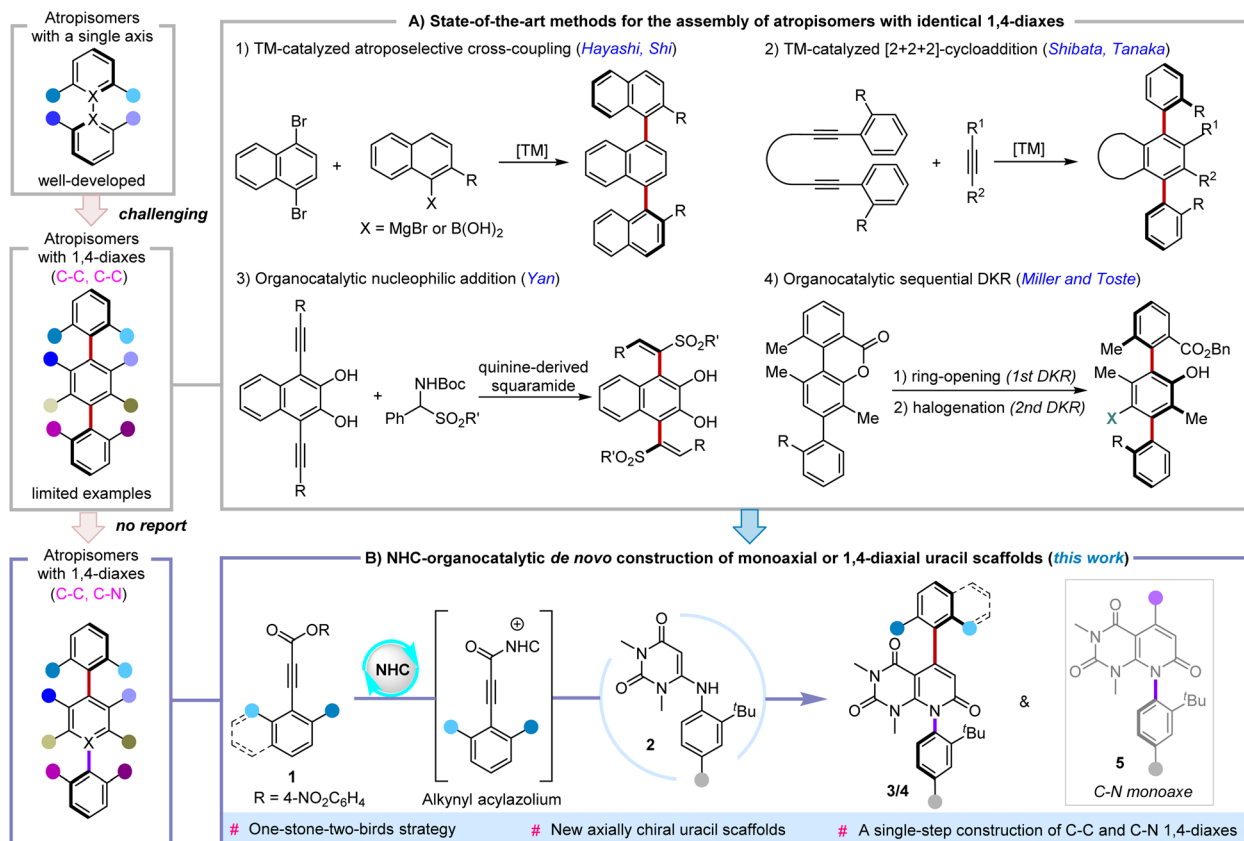 Atropisomers
with a single axis
X
X
well-developed
challenging
Atropisomers
with 1,4-diaxes
(C-C, C-C)
limited examples
no report
Atropisomers
with 1,4-diaxes
(C-C, C-N)
X
A) State-of-the-art methods for the assembly of atropisomers with identical 1,4-diaxes
1) TM-catalyzed atroposelective cross-coupling (Hayashi, Shi)
Br
Br
+
R
X
X = MgBr or B(OH)2
[TM]
R
R
2) TM-catalyzed [2+2+2]-cycloaddition (Shibata, Tanaka)
R
R
+
R1
R2
[TM]
R
R1
R2
R
3) Organocatalytic nucleophilic addition (Yan)
R
OH
OH
R
+
NHBoc
Ph
SO2R'
quinine-derived
squaramide
R
SO2R'
OH
OH
R'O2S
R
4) Organocatalytic sequential DKR (Miller and Toste)
Me
O
O
Me
Me
R
1) ring-opening (1st DKR)
2) halogenation (2nd DKR)
Me
CO2Bn
Me
OH
X
Me
R
B) NHC-organocatalytic de novo construction of monoaxial or 1,4-diaxial uracil scaffolds (this work)
O
OR
1
R = 4-NO2C6H4
NHC
+
O
NHC
Alkynyl acylazolium
O
N
O
N
NH
tBu
2
O
N
O
N
N
O
tBu
3/4
&
O
N
O
N
N
O
tBu
5
C-N monoaxe
# One-stone-two-birds strategy
# New axially chiral uracil scaffolds
# A single-step construction of C-C and C-N 1,4-diaxes